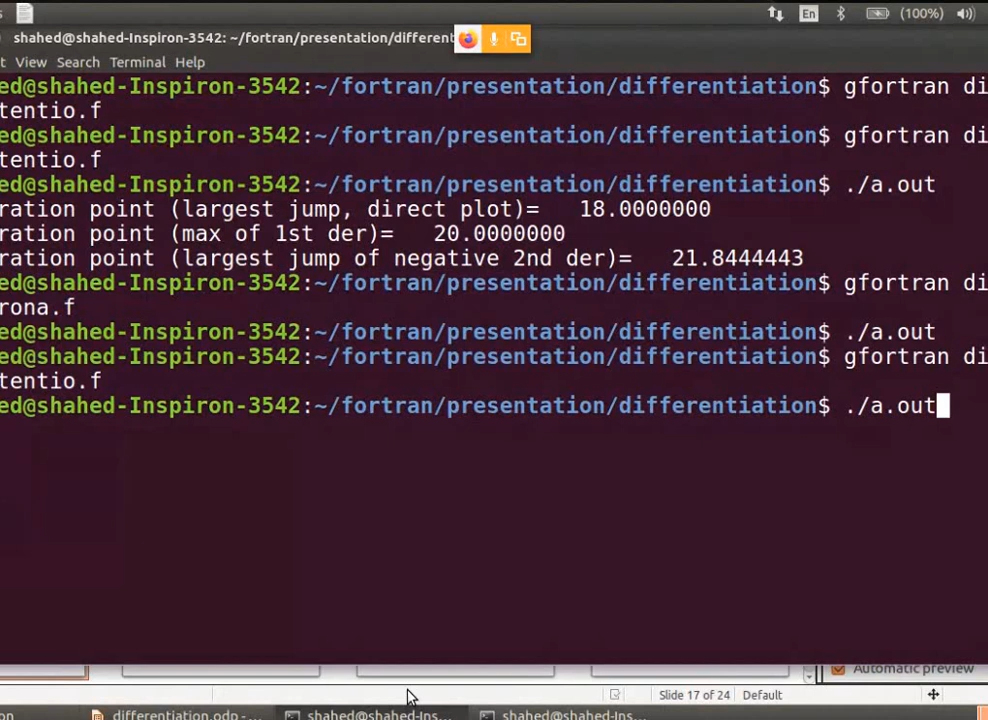 En (100%)
shahed@shahed-Inspiron-3542: ~/fortran/presentation/different
t View Search Terminal Help
ed@shahed-Inspiron-3542:~/fortran/presentation/differentiation$ gfortran di
tentio.f
ed@shahed-Inspiron-3542:~/fortran/presentation/differentiation$ gfortran di
tentio.f
ed@shahed-Inspiron-3542:~/fortran/presentation/differentiation$ ./a.out
ration point (largest jump, direct plot)= 18.0000000
ration point (max of 1st der)= 20.0000000
ration point (largest jump of negative 2nd der)= 21.8444443
ed@shahed-Inspiron-3542:~/fortran/presentation/differentiation$ gfortran di
rona.f
ed@shahed-Inspiron-3542:~/fortran/presentation/differentiation$ ./a.out
ed@shahed-Inspiron-3542:~/fortran/presentation/differentiation$ gfortran di
tentio.f
ed@shahed-Inspiron-3542:~/fortran/presentation/differentiation$ ./a.out
Automatic preview
Slide 17 of 24 Default
on differentiation.odp -... shahed@shahed-Ins... shahed@shahed-Ins...